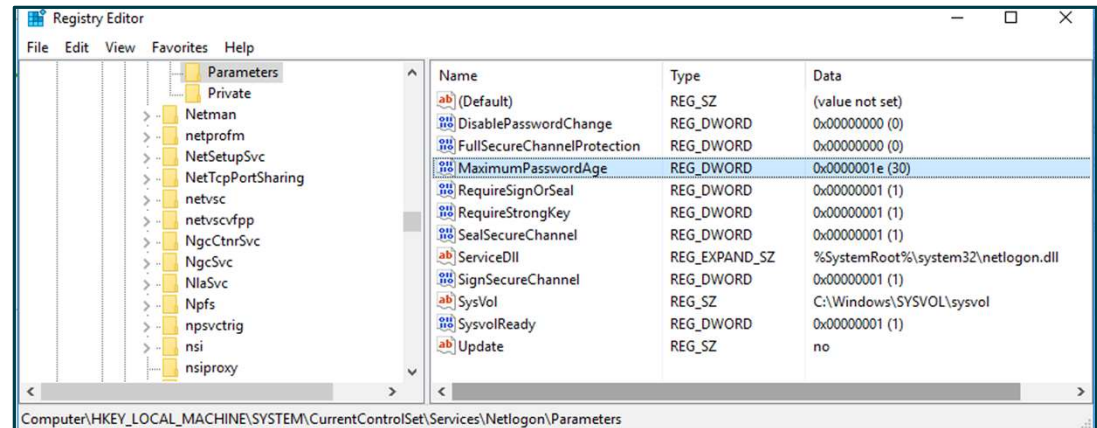 Registry Editor
File Edit View Favorites Help
Parameters
Private
Netman
netprofm
NetSetupSvc
NetTcpPortSharing
netvsc
netvscvfpp
NgcCtnrSvc
NgcSvc
NlaSvc
Npfs
npsvctrig
nsi
nsiproxy
Name Type Data
(Default) REG_SZ (value not set)
DisablePasswordChange REG_DWORD 0x00000000 (0)
FullSecureChannelProtection REG_DWORD 0x00000000 (0)
MaximumPasswordAge REG_DWORD 0x0000001e (30)
RequireSignOrSeal REG_DWORD 0x00000001 (1)
RequireStrongKey REG_DWORD 0x00000001 (1)
SealSecureChannel REG_DWORD 0x00000001 (1)
ServiceDll REG_EXPAND_SZ %SystemRoot%\system32\netlogon.dll
SignSecureChannel REG_DWORD 0x00000001 (1)
SysVol REG_SZ C:\Windows\SYSVOL\sysvol
SysvolReady REG_DWORD 0x00000001 (1)
Update REG_SZ no
Computer\HKEY_LOCAL_MACHINE\SYSTEM\CurrentControlSet\Services\Netlogon\Parameters